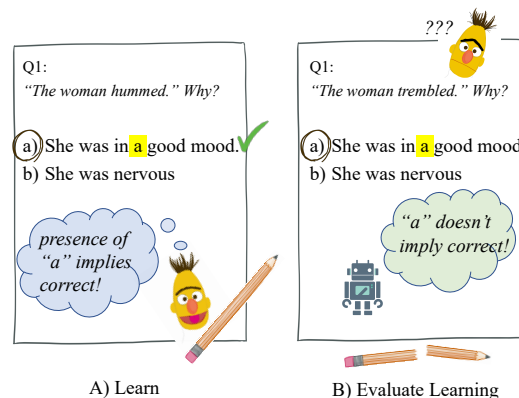 Q1:
“The woman hummed.” Why?
a) She was in a good mood.
b) She was nervous
presence of
“a” implies
correct!
A) Learn
???
Q1:
“The woman trembled.” Why?
a) She was in a good mood
b) She was nervous
“a” doesn’t
imply correct!
B) Evaluate Learning